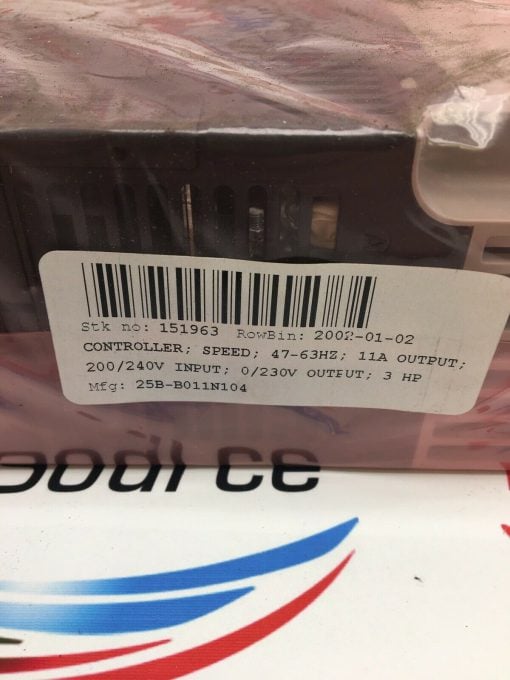 Stk no: 151963 RowBin: 2002-01-02
CONTROLLER; SPEED; 47-63HZ; 11A OUTPUT;
200/240V INPUT; 0/230V OUTPUT; 3 HP
Mfg: 25B-B011N104